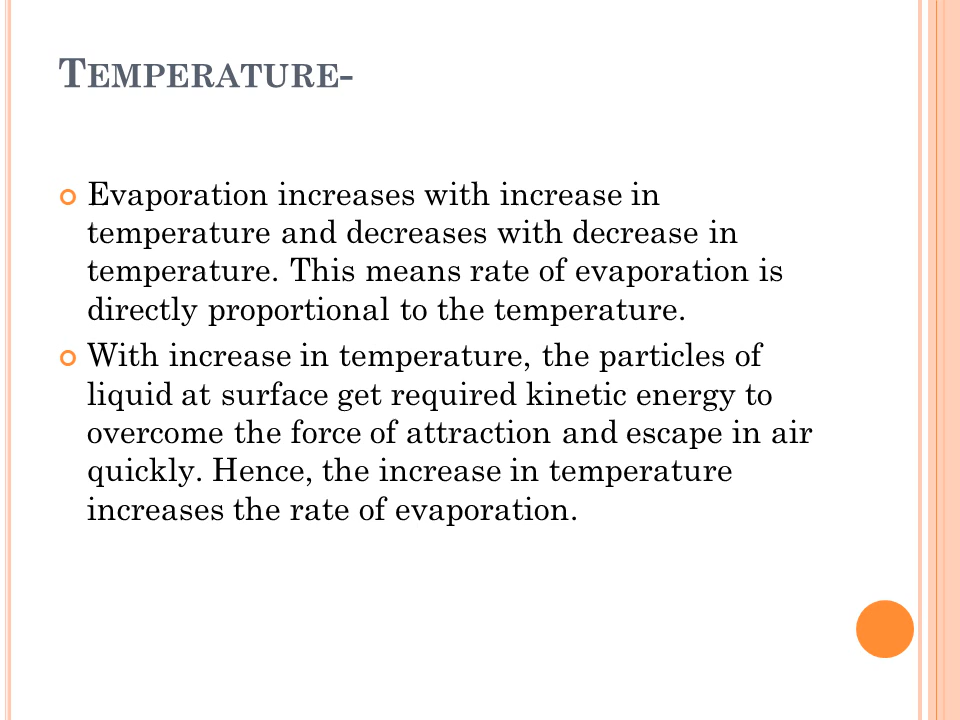 TEMPERATURE-
Evaporation increases with increase in
temperature and decreases with decrease in
temperature. This means rate of evaporation is
directly proportional to the temperature.
With increase in temperature, the particles of
liquid at surface get required kinetic energy to
overcome the force of attraction and escape in air
quickly. Hence, the increase in temperature
increases the rate of evaporation.